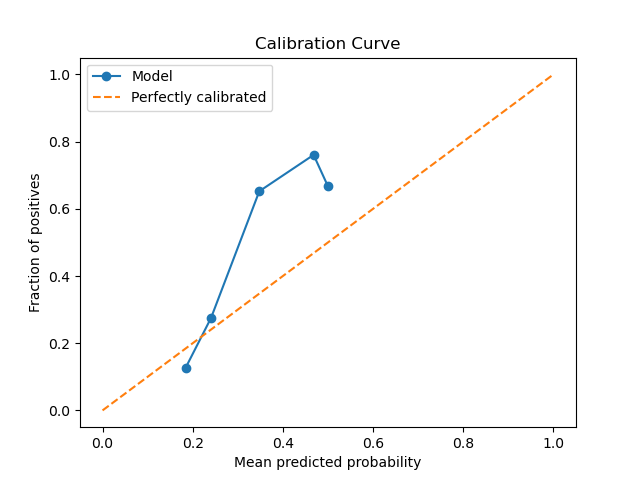 Calibration Curve
Model
Perfectly calibrated
1.0
0.8
0.6
0.4
0.2
0.0
Fraction of positives
0.0 0.2 0.4 0.6 0.8 1.0
Mean predicted probability